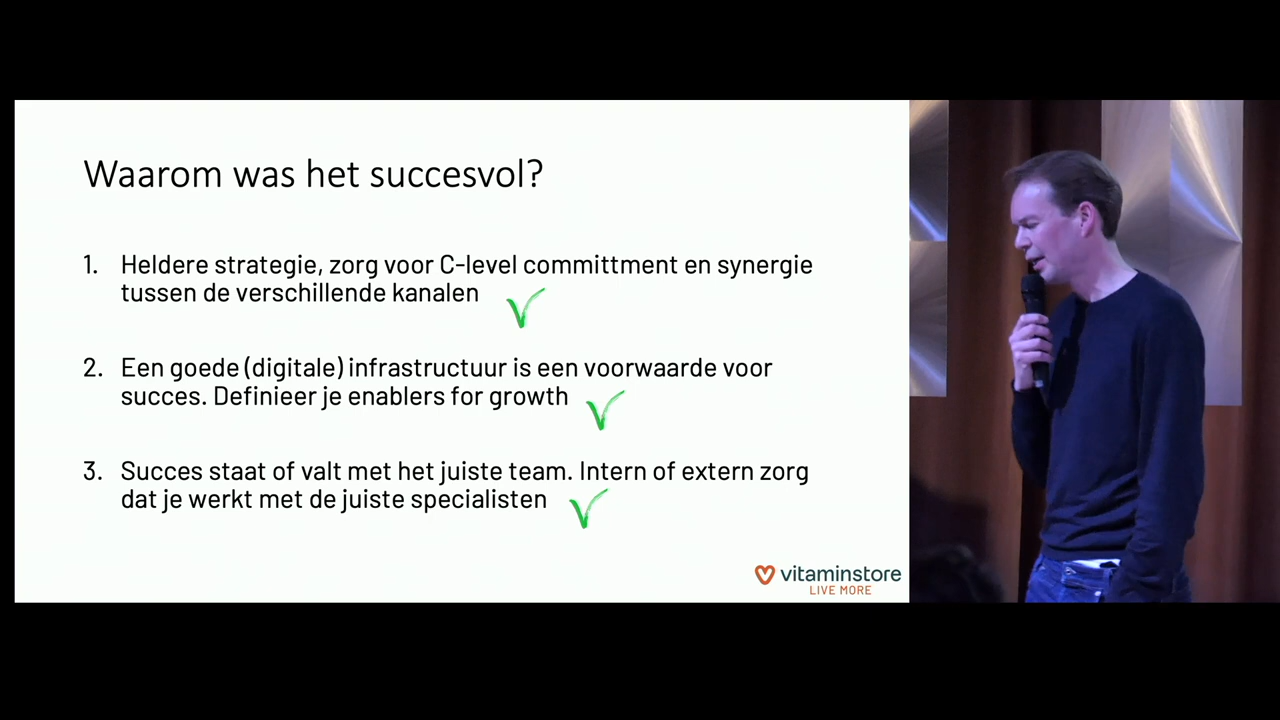 Waarom was het succesvol?
1. Heldere strategie, zorg voor C-level committment en synergie
tussen de verschillende kanalen
2. Een goede (digitale) infrastructuur is een voorwaarde voor
succes. Definieer je enablers for growth
3. Succes staat of valt met het juiste team. Intern of extern zorg
dat je werkt met de juiste specialisten
vitaminstore
LIVE MORE